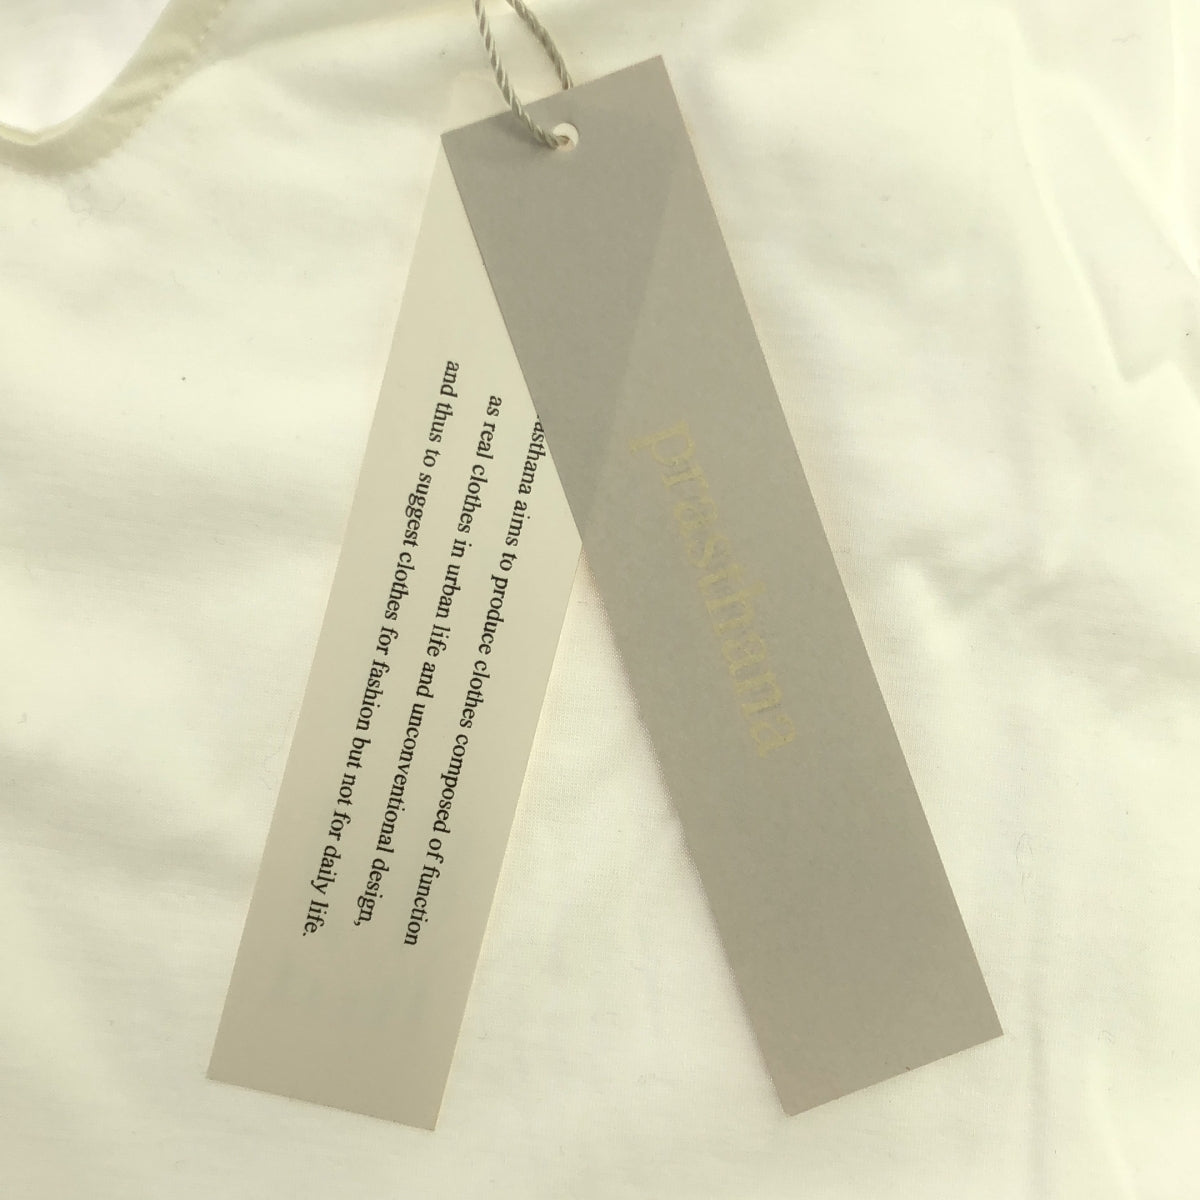 asthana aims to produce clothes composed of function
as real clothes in urban life and unconventional design,
and thus to suggest clothes for fashion but not for daily life.
prasthana